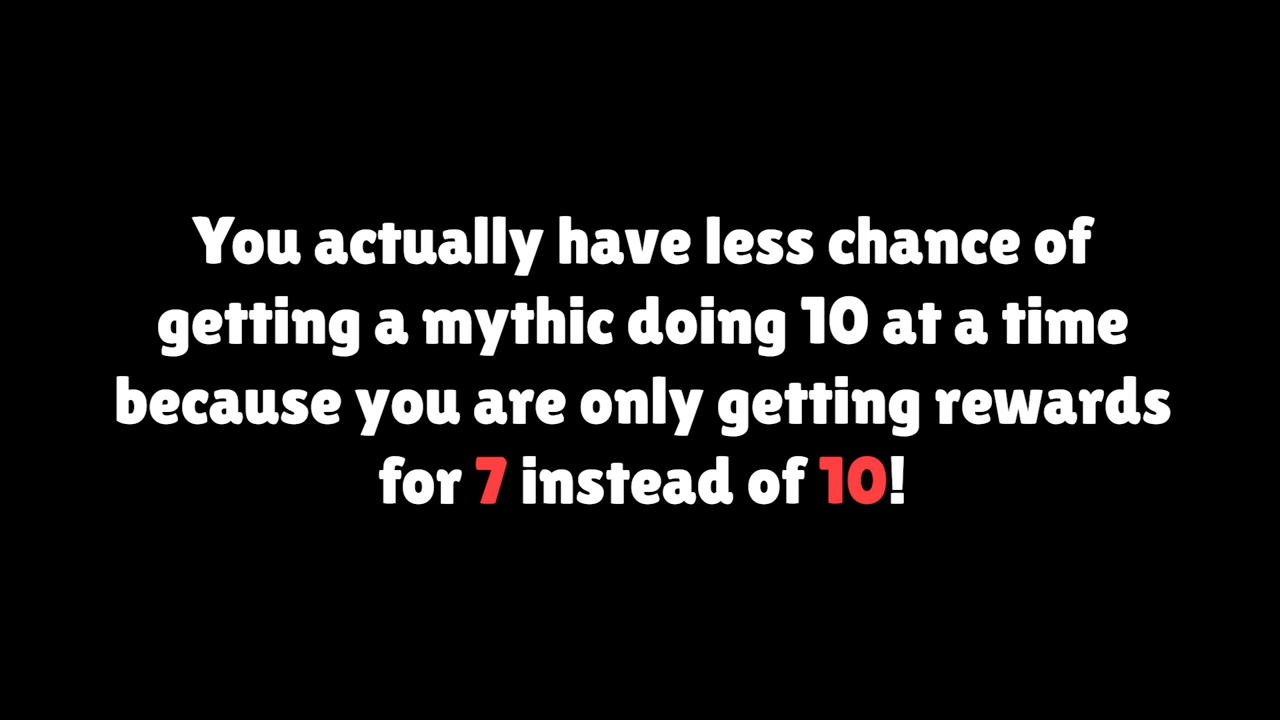 You actually have less chance of
getting a mythic doing 10 at a time
because you are only getting rewards
for 7 instead of 10!